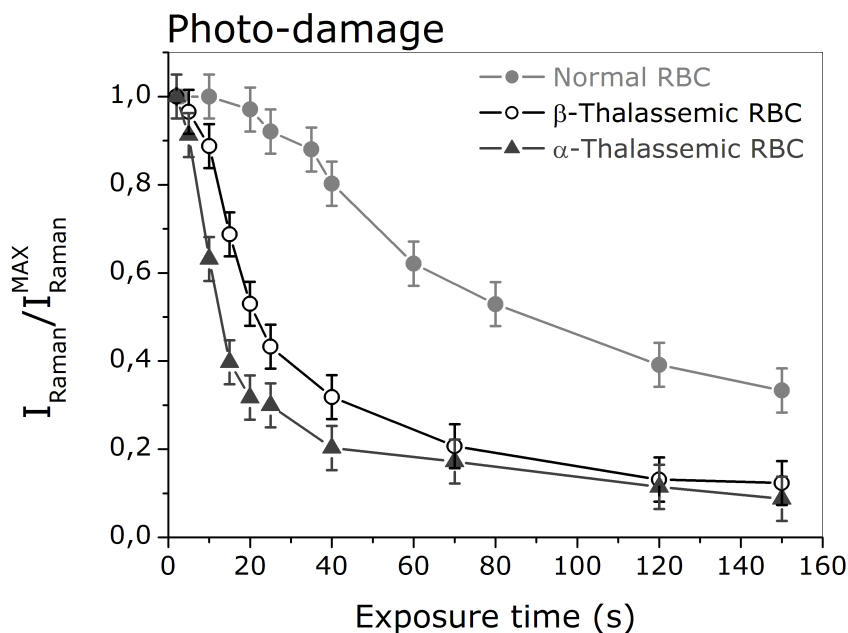 Photo-damage
Normal RBC
β-Thalassemic RBC
α-Thalassemic RBC
I_Raman/I_Raman^MAX
1,0
0,8
0,6
0,4
0,2
0,0
0 20 40 60 80 100 120 140 160
Exposure time (s)